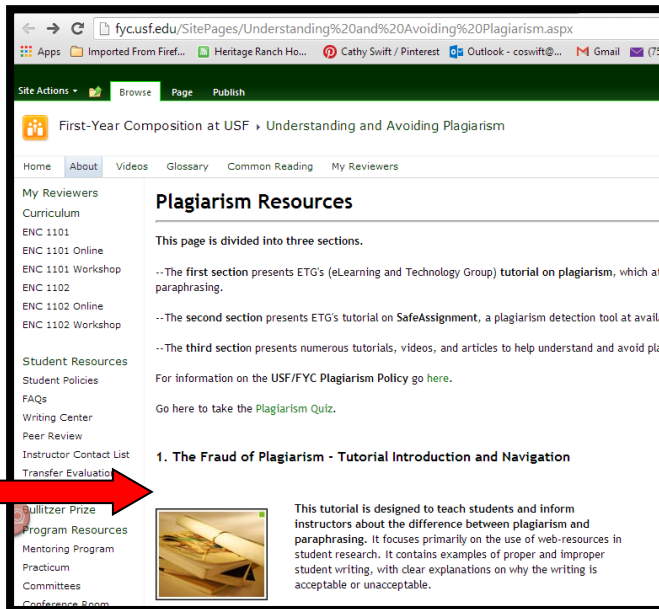 fyc.usf.edu/SitePages/Understanding%20and%20Avoiding%20Plagiarism.aspx
Apps Imported From Firef... Heritage Ranch Ho... Cathy Swift / Pinterest Outlook - coswift@... Gmail (75
Site Actions Browse Page Publish
First-Year Composition at USF Understanding and Avoiding Plagiarism
Home About Videos Glossary Common Reading My Reviewers
My Reviewers
Curriculum
ENC 1101
ENC 1101 Online
ENC 1101 Workshop
ENC 1102
ENC 1102 Online
ENC 1102 Workshop
Student Resources
Student Policies
FAQs
Writing Center
Peer Review
Instructor Contact List
Transfer Evaluation
Bullitzer Prize
Program Resources
Mentoring Program
Practicum
Committees
Conference Room
Plagiarism Resources
This page is divided into three sections.
--The first section presents ETG's (eLearning and Technology Group) tutorial on plagiarism, which at
paraphrasing.
--The second section presents ETG's tutorial on SafeAssignment, a plagiarism detection tool at avail
--The third section presents numerous tutorials, videos, and articles to help understand and avoid pla
For information on the USF/FYC Plagiarism Policy go here.
Go here to take the Plagiarism Quiz.
1. The Fraud of Plagiarism - Tutorial Introduction and Navigation
This tutorial is designed to teach students and inform
instructors about the difference between plagiarism and
paraphrasing. It focuses primarily on the use of web-resources in
student research. It contains examples of proper and improper
student writing, with clear explanations on why the writing is
acceptable or unacceptable.